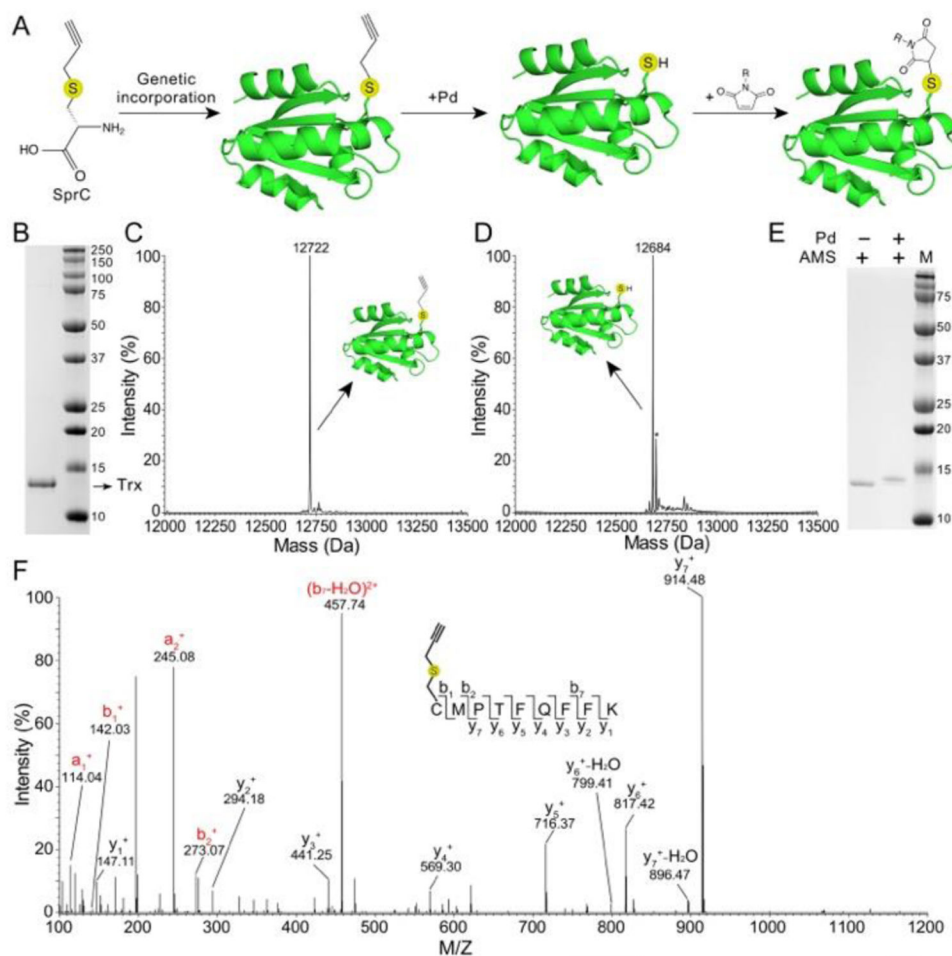 A
S
HO
NH₂
O
SprC
Genetic
incorporation
S
+Pd
SH
+
R
N
O
O
R
N
O
O
S
B
250
150
100
75
50
37
25
20
15
10
→ Trx
C
12722
Intensity (%)
100
80
60
40
20
0
12000
12750
13000
13500
Mass (Da)
S
D
12684
*
Intensity (%)
100
80
60
40
20
0
12000
12750
13000
13500
Mass (Da)
SH
E
Pd − +
AMS + + M
75
50
37
25
20
15
10
F
Intensity (%)
100
80
60
40
20
0
a₁⁺
114.04
b₁⁺
142.03
y₁⁺
147.11
a₂⁺
245.08
b₂⁺
273.07
y₂⁺
294.18
y₃⁺
441.25
(b₇-H₂O)²⁺
457.74
y₄⁺
569.30
y₅⁺
716.37
y₆⁺-H₂O
799.41
y₆⁺
817.42
y₇⁺-H₂O
896.47
y₇⁺
914.48
S
b₁ b₂ b₇
C M P T F Q F F K
y₇ y₆ y₅ y₄ y₃ y₂ y₁
100 200 300 400 500 600 700 800 900 1000 1100 1200
M/Z